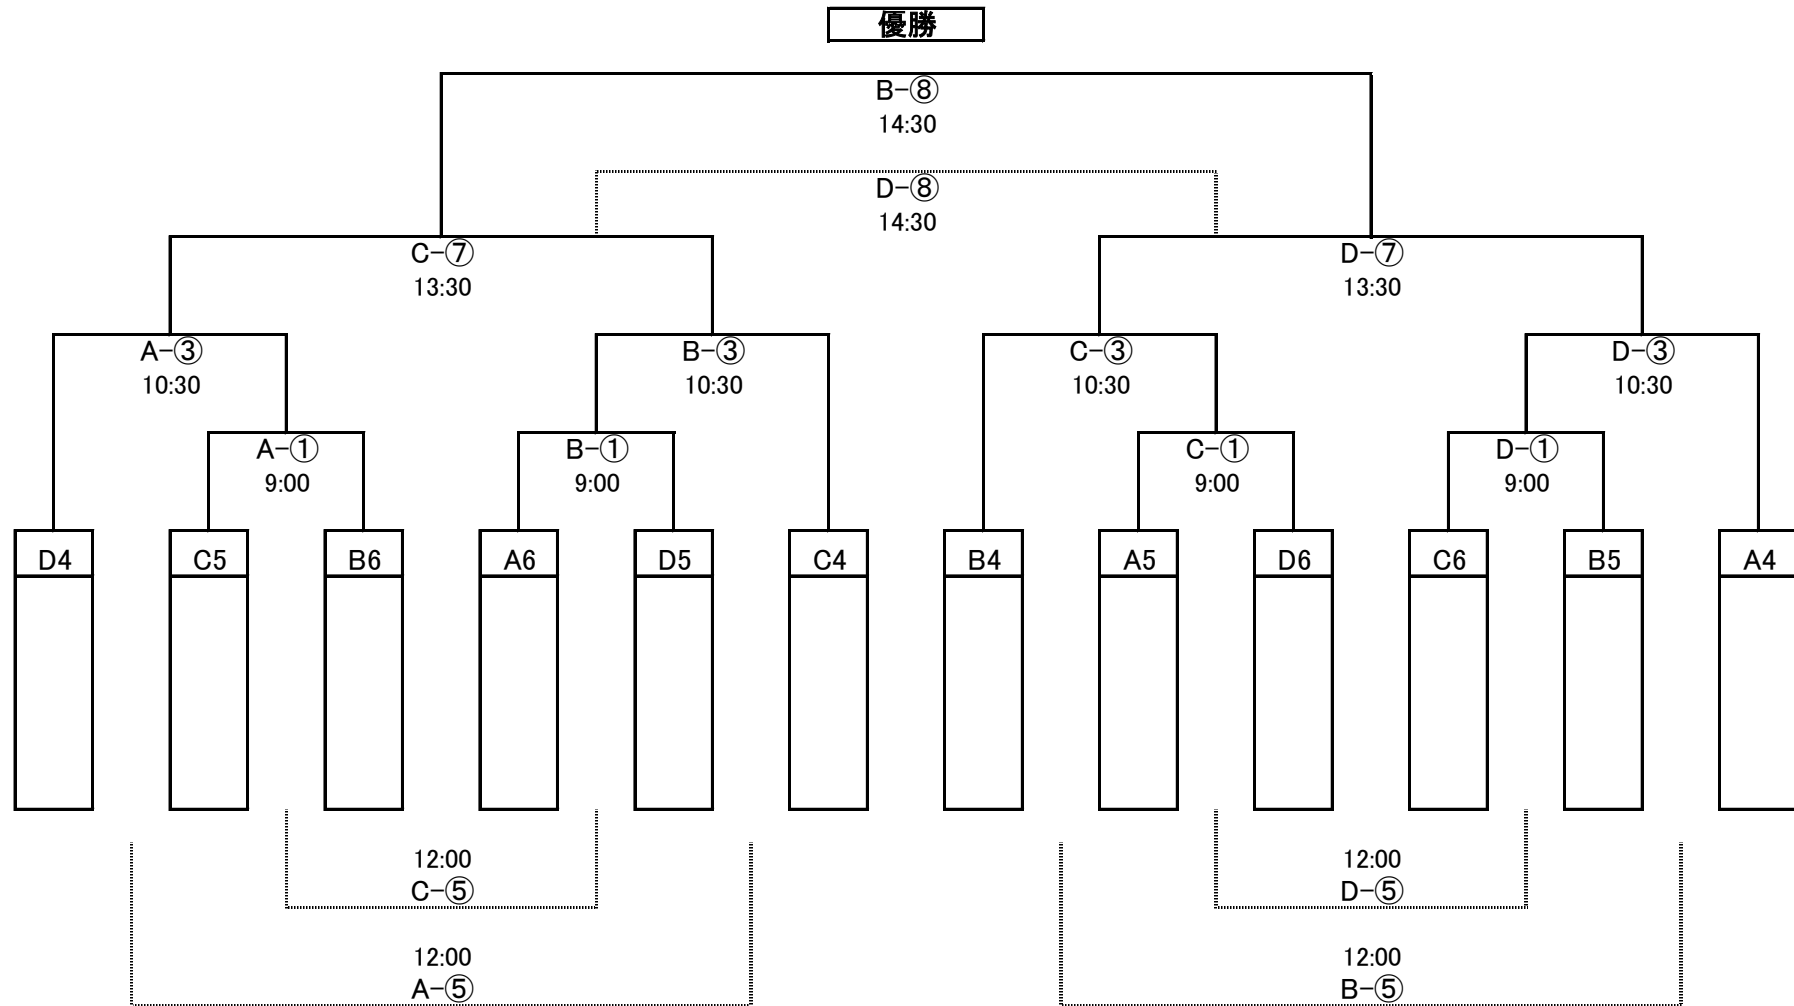 優勝
B-⑧
14:30
D-⑧
14:30
C-⑦
13:30
D-⑦
13:30
A-③
10:30
B-③
10:30
C-③
10:30
D-③
10:30
A-①
9:00
B-①
9:00
C-①
9:00
D-①
9:00
D4
C5
B6
A6
D5
C4
B4
A5
D6
C6
B5
A4
12:00
C-⑤
12:00
D-⑤
12:00
A-⑤
12:00
B-⑤